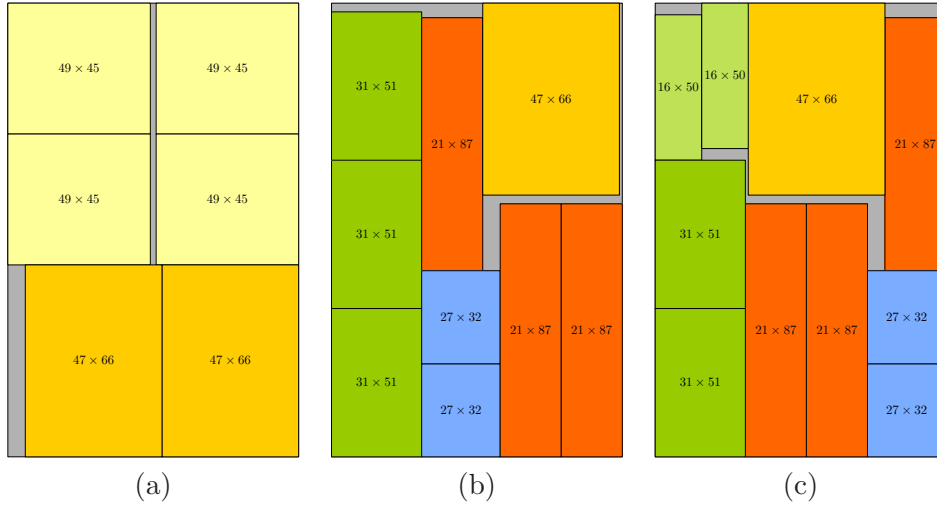 49 × 45
49 × 45
49 × 45
49 × 45
47 × 66
47 × 66
(a)
31 × 51
21 × 87
47 × 66
31 × 51
27 × 32
21 × 87
21 × 87
31 × 51
27 × 32
(b)
16 × 50
16 × 50
47 × 66
21 × 87
31 × 51
27 × 32
21 × 87
21 × 87
31 × 51
27 × 32
(c)